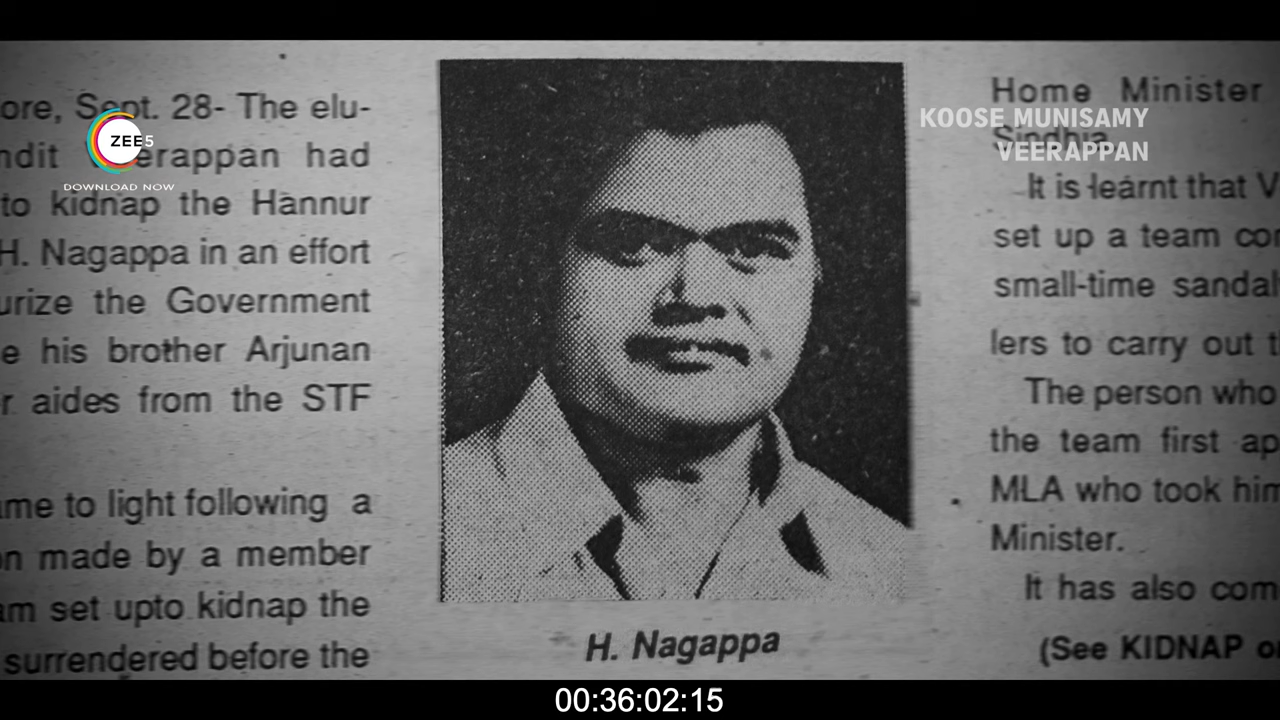 ore, Sept. 28- The elu-
ndit erappan had
to kidnap the Hannur
H. Nagappa in an effort
urize the Government
e his brother Arjunan
r aides from the STF
ame to light following a
on made by a member
am set upto kidnap the
surrendered before the
ZEE5
DOWNLOAD NOW
H. Nagappa
KOOSE MUNISAMY
VEERAPPAN
Home Minister
Sindhia.
It is learnt that V
set up a team con
small-time sandal
lers to carry out t
The person who
the team first ap
MLA who took him
Minister.
It has also com
(See KIDNAP o
00:36:02:15